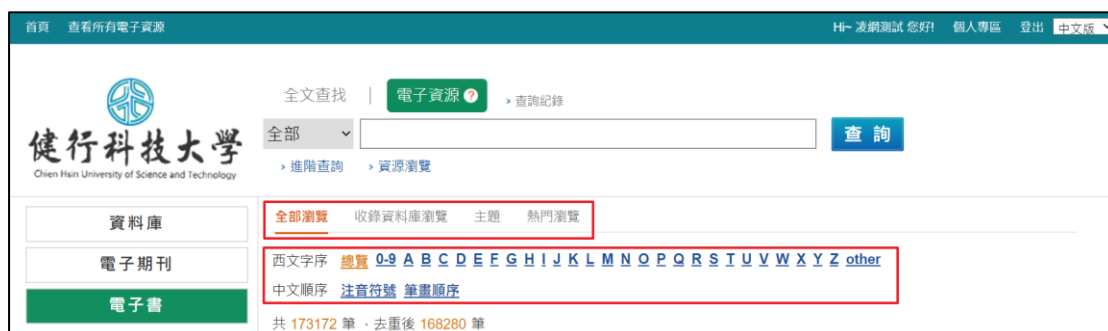 首頁 查看所有電子資源 Hi~ 凌網測試 您好! 個人專區 登出 中文版
全文查找 | 電子資源 ? › 查詢紀錄
全部 查詢
› 進階查詢 › 資源瀏覽
健行科技大學
Chien Hsin University of Science and Technology
資料庫
電子期刊
電子書
全部瀏覽 收錄資料庫瀏覽 主題 熱門瀏覽
西文字序 總覽 0-9 A B C D E F G H I J K L M N O P Q R S T U V W X Y Z other
中文順序 注音符號 筆畫順序
共 173172 筆 ，去重後 168280 筆